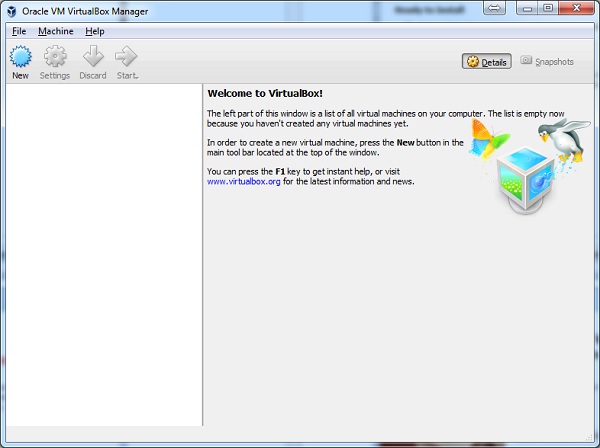 Oracle VM VirtualBox Manager
Ready to Install
File Machine Help
New Settings Discard Start.
Details Snapshots
Welcome to VirtualBox!
The left part of this window is a list of all virtual machines on your computer. The list is empty now
because you haven't created any virtual machines yet.
In order to create a new virtual machine, press the New button in the
main tool bar located at the top of the window.
You can press the F1 key to get instant help, or visit
www.virtualbox.org for the latest information and news.